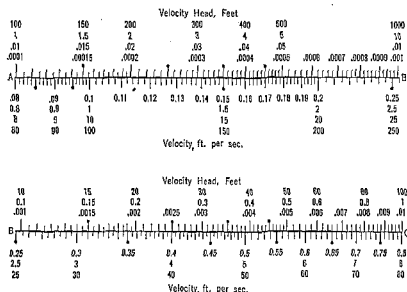 Velocity Head, Feet
100 150 200 300 400 500 1000
1 1.5 2 3 4 5 10
.01 .015 .02 .03 .04 .05 .01
.0001 .00015 .0002 .0003 .0004 .0005 .0006 .0007 .0008 .0009 .001
A B
.08 .09 0.1 0.11 0.12 0.13 0.14 0.15 0.16 0.17 0.18 0.19 0.2 0.25
0.8 0.9 1 1.5 2 2.5
8 9 10 15 20 25
80 90 100 150 200 250
Velocity, ft. per sec.
Velocity Head, Feet
10 15 20 30 40 50 60 80 100
0.1 0.15 0.2 0.3 0.4 0.5 0.6 0.8 1
.001 .0015 .002 .0025 .003 .004 .005 .006 .007 .008 .009 .01
B C
0.25 0.3 0.35 0.4 0.45 0.5 0.55 0.6 0.65 0.7 0.75 0.8
2.5 3 4 5 6 7 8
25 30 40 50 60 70 80
Velocity, ft. per sec.